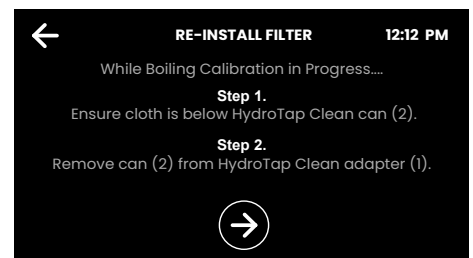 RE-INSTALL FILTER 12:12 PM
While Boiling Calibration in Progress....
Step 1.
Ensure cloth is below HydroTap Clean can (2).
Step 2.
Remove can (2) from HydroTap Clean adapter (1).